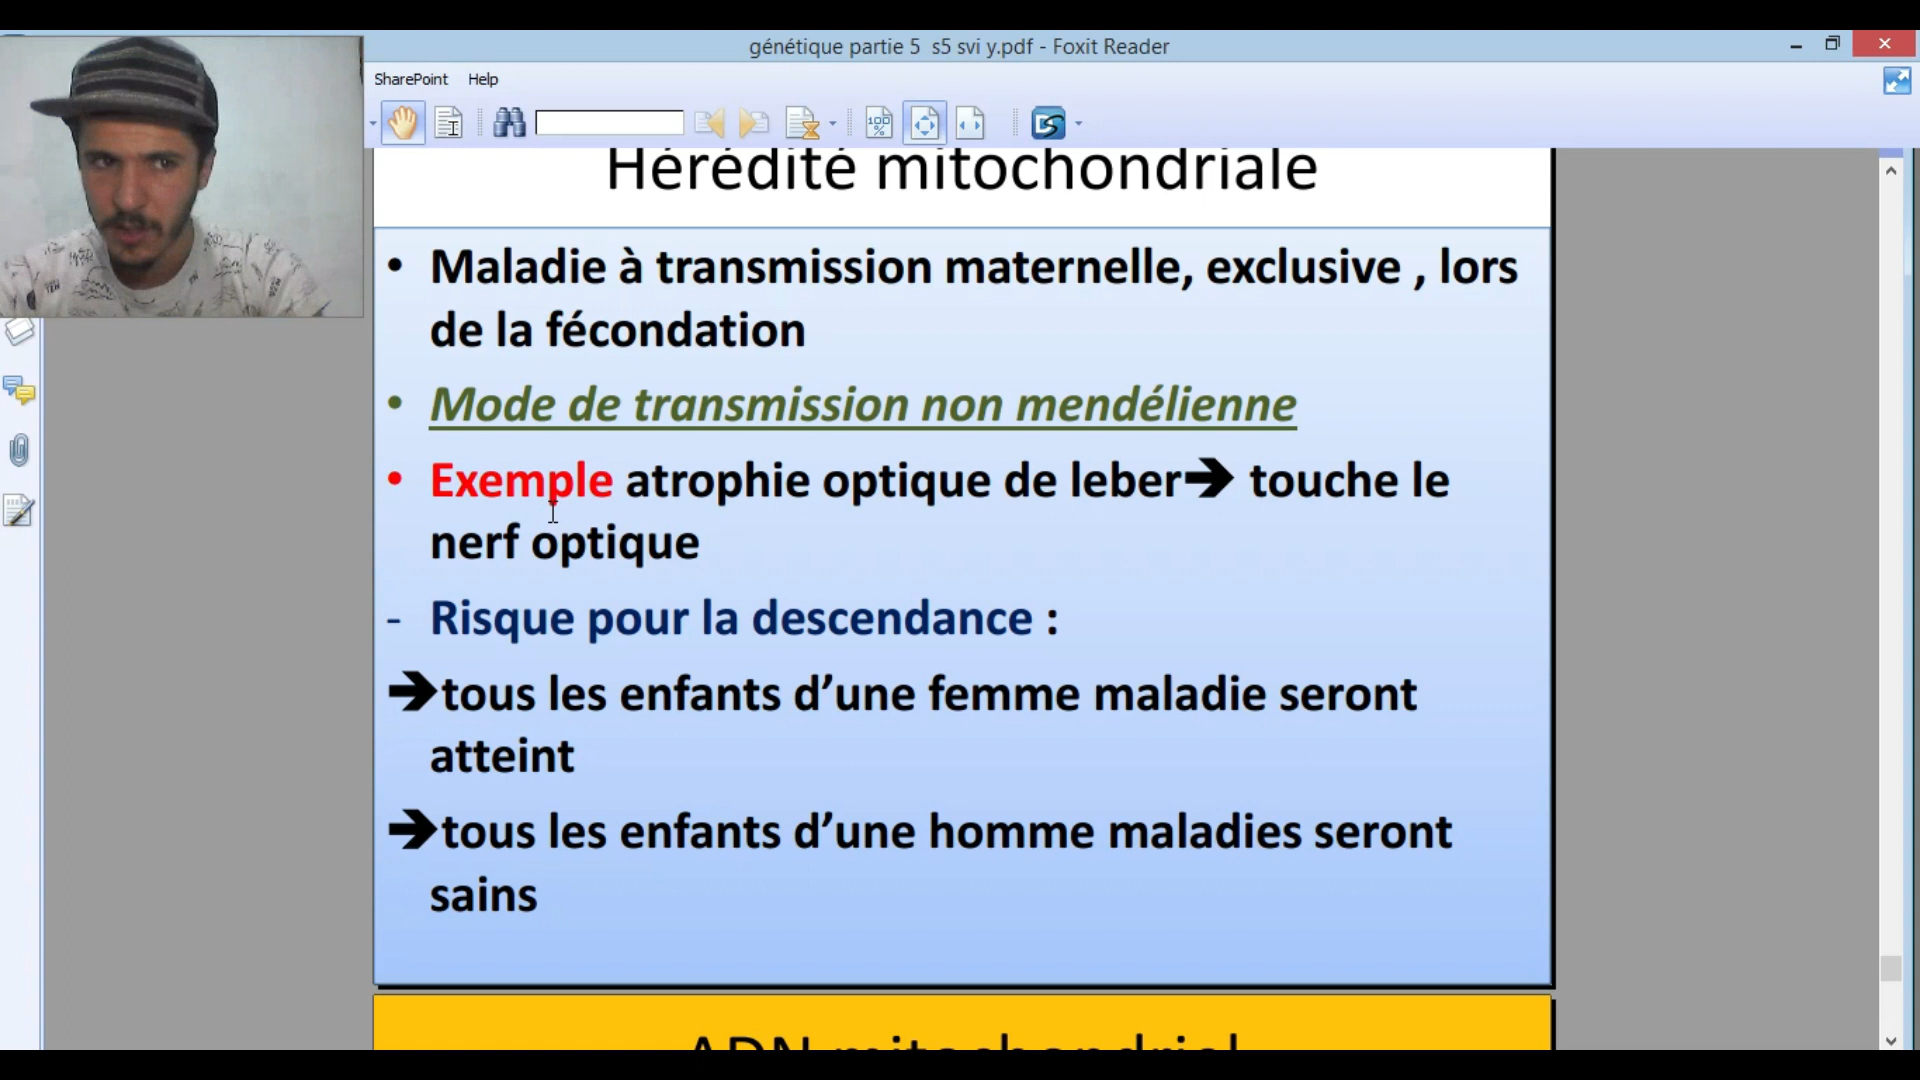 génétique partie 5 s5 svi y.pdf - Foxit Reader
SharePoint Help
Hérédité mitochondriale
• Maladie à transmission maternelle, exclusive , lors
de la fécondation
• Mode de transmission non mendélienne
• Exemple atrophie optique de leber➔ touche le
nerf optique
- Risque pour la descendance :
➔tous les enfants d’une femme maladie seront
atteint
➔tous les enfants d’une homme maladies seront
sains
ADN mitochondrial